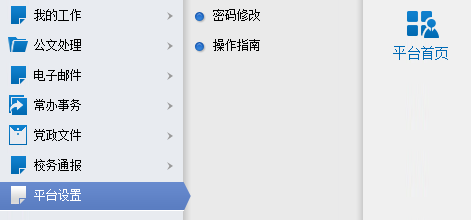 我的工作
公文处理
电子邮件
常办事务
党政文件
校务通报
平台设置
密码修改
操作指南
平台首页